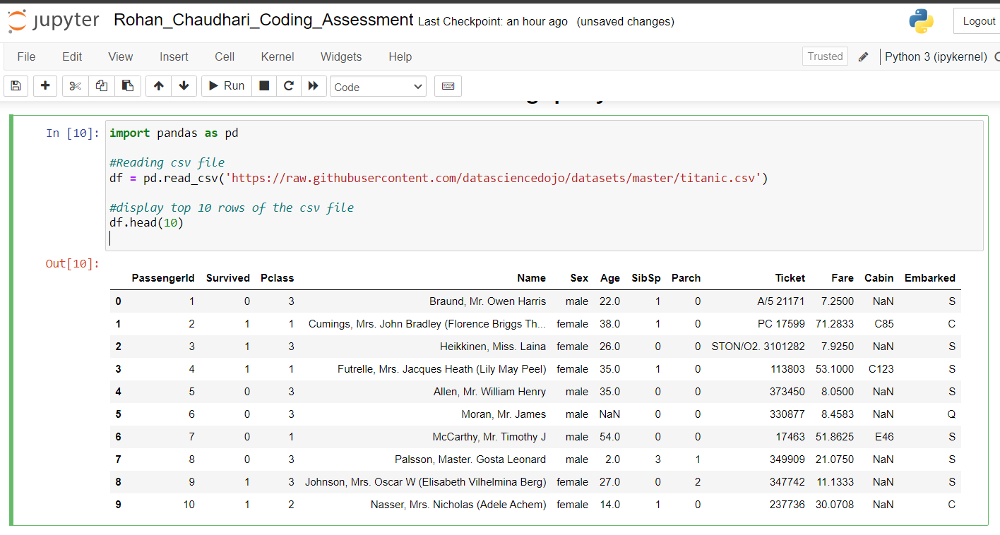 jupyter Rohan_Chaudhari_Coding_Assessment Last Checkpoint: an hour ago (unsaved changes) Logout
File Edit View Insert Cell Kernel Widgets Help Trusted Python 3 (ipykernel)
Run Code
In [10]: import pandas as pd
#Reading csv file
df = pd.read_csv('https://raw.githubusercontent.com/datasciencedojo/datasets/master/titanic.csv')
#display top 10 rows of the csv file
df.head(10)
Out[10]:
PassengerId Survived Pclass Name Sex Age SibSp Parch Ticket Fare Cabin Embarked
0 1 0 3 Braund, Mr. Owen Harris male 22.0 1 0 A/5 21171 7.2500 NaN S
1 2 1 1 Cumings, Mrs. John Bradley (Florence Briggs Th... female 38.0 1 0 PC 17599 71.2833 C85 C
2 3 1 3 Heikkinen, Miss. Laina female 26.0 0 0 STON/O2. 3101282 7.9250 NaN S
3 4 1 1 Futrelle, Mrs. Jacques Heath (Lily May Peel) female 35.0 1 0 113803 53.1000 C123 S
4 5 0 3 Allen, Mr. William Henry male 35.0 0 0 373450 8.0500 NaN S
5 6 0 3 Moran, Mr. James male NaN 0 0 330877 8.4583 NaN Q
6 7 0 1 McCarthy, Mr. Timothy J male 54.0 0 0 17463 51.8625 E46 S
7 8 0 3 Palsson, Master. Gosta Leonard male 2.0 3 1 349909 21.0750 NaN S
8 9 1 3 Johnson, Mrs. Oscar W (Elisabeth Vilhelmina Berg) female 27.0 0 2 347742 11.1333 NaN S
9 10 1 2 Nasser, Mrs. Nicholas (Adele Achem) female 14.0 1 0 237736 30.0708 NaN C